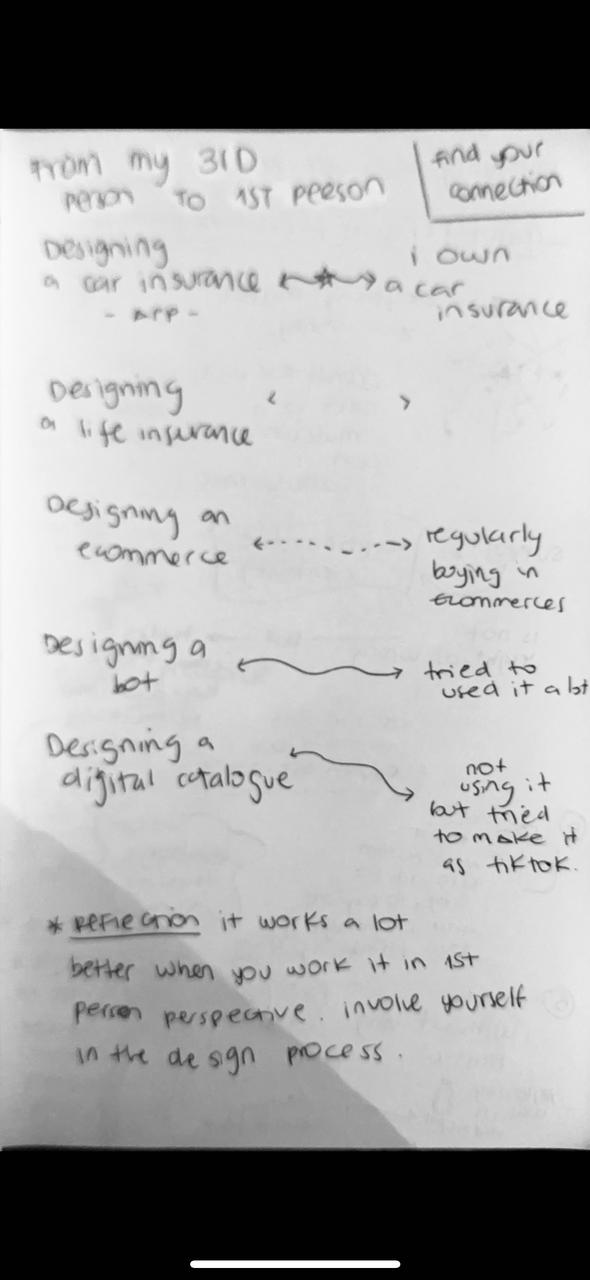 From my 3RD
person TO 1ST person
find your
connection
Designing
a car insurance
- APP -
i own
a car
insurance
Designing
a life insurance
Designing an
ecommerce
regularly
buying in
ecommerces
Designing a
bot
tried to
used it a lot
Designing a
digital catalogue
not
using it
but tried
to make it
as tiktok.
* Reflection it works a lot
better when you work it in 1ST
person perspective. involve yourself
in the design process.